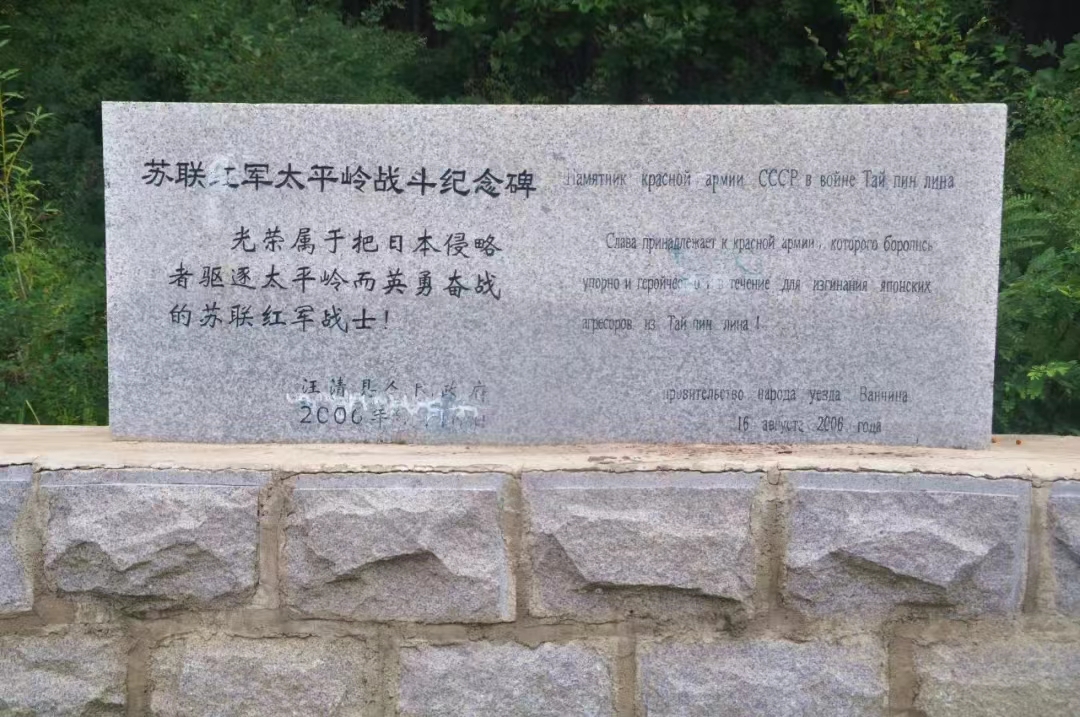 苏联红军太平岭战斗纪念碑
光荣属于把日本侵略
者驱逐太平岭而英勇奋战
的苏联红军战士!
汪清县人民政府
2006年
Памятник красной армии СССР в войне Тай пин лина
Слава принадлежает к красной армии, которого боролись
упорно и героически в течение для изгинания японских
агресоров из Тай пин лина!
правительство народа уезда Ванчина
16 августа 2006 года